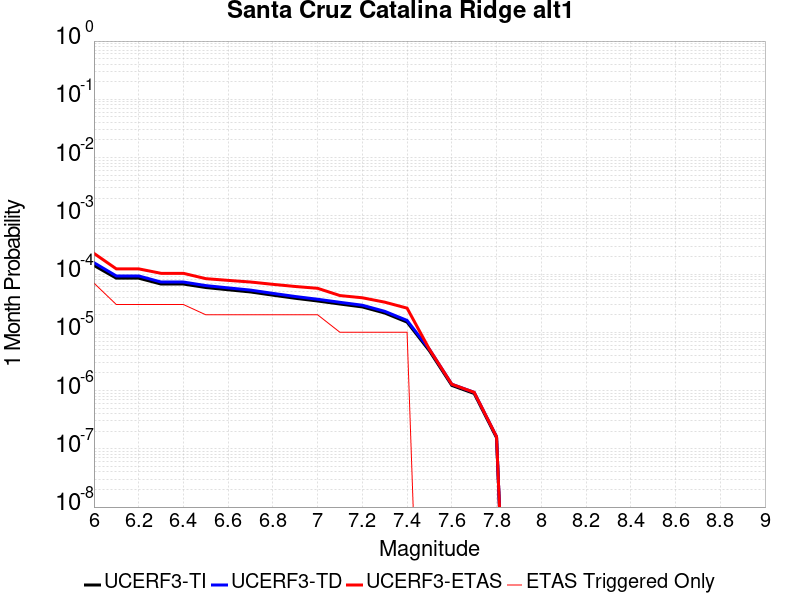 Santa Cruz Catalina Ridge alt1
1 Month Probability
10^0
10^-1
10^-2
10^-3
10^-4
10^-5
10^-6
10^-7
10^-8
6 6.2 6.4 6.6 6.8 7 7.2 7.4 7.6 7.8 8 8.2 8.4 8.6 8.8 9
Magnitude
UCERF3-TI UCERF3-TD UCERF3-ETAS ETAS Triggered Only